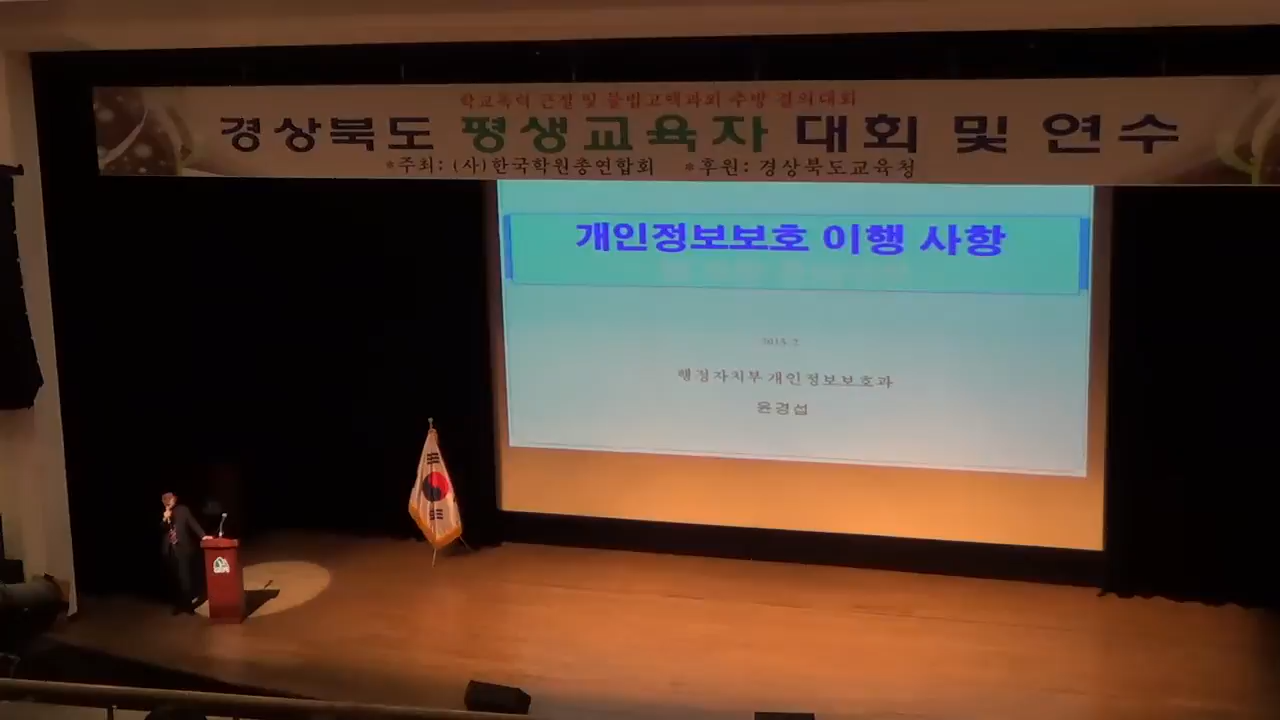 학교폭력 근절 및 불법고액과외 추방 결의대회
경상북도 평생교육자 대회 및 연수
*주최: (사)한국학원총연합회 *후원: 경상북도교육청
개인정보보호 이행 사항
2015. 2
행정자치부 개인정보보호과
윤경섭